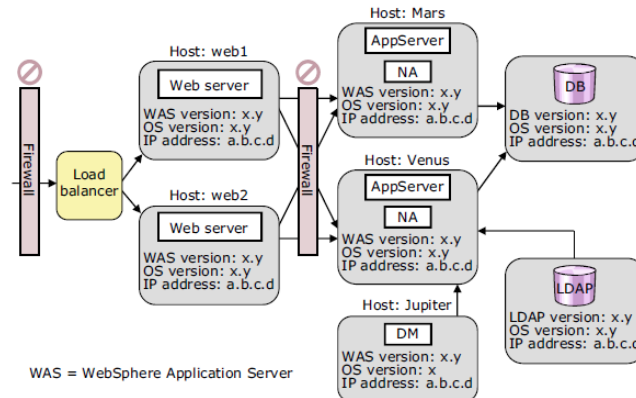 Host: Mars
AppServer
NA
WAS version: x.y
OS version: x.y
IP address: a.b.c.d
Host: web1
Web server
WAS version: x.y
OS version: x.y
IP address: a.b.c.d
DB
DB version: x.y
OS version: x.y
IP address: a.b.c.d
Firewall
Load
balancer
Firewall
Host: Venus
AppServer
NA
WAS version: x.y
OS version: x.y
IP address: a.b.c.d
Host: web2
Web server
WAS version: x.y
OS version: x.y
IP address: a.b.c.d
LDAP
LDAP version: x.y
OS version: x.y
IP address: a.b.c.d
Host: Jupiter
DM
WAS version: x.y
OS version: x
IP address: a.b.c.d
WAS = WebSphere Application Server